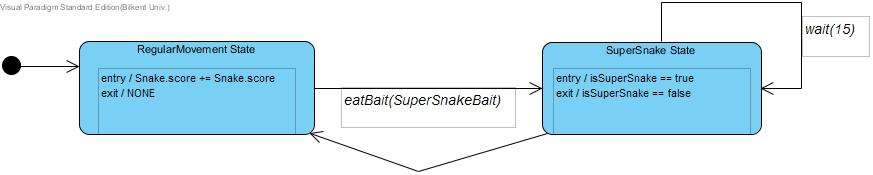 Visual Paradigm Standard Edition(Bilkent Univ.)
RegularMovement State
entry / Snake.score += Snake.score
exit / NONE
eatBait(SuperSnakeBait)
SuperSnake State
entry / isSuperSnake == true
exit / isSuperSnake == false
wait(15)